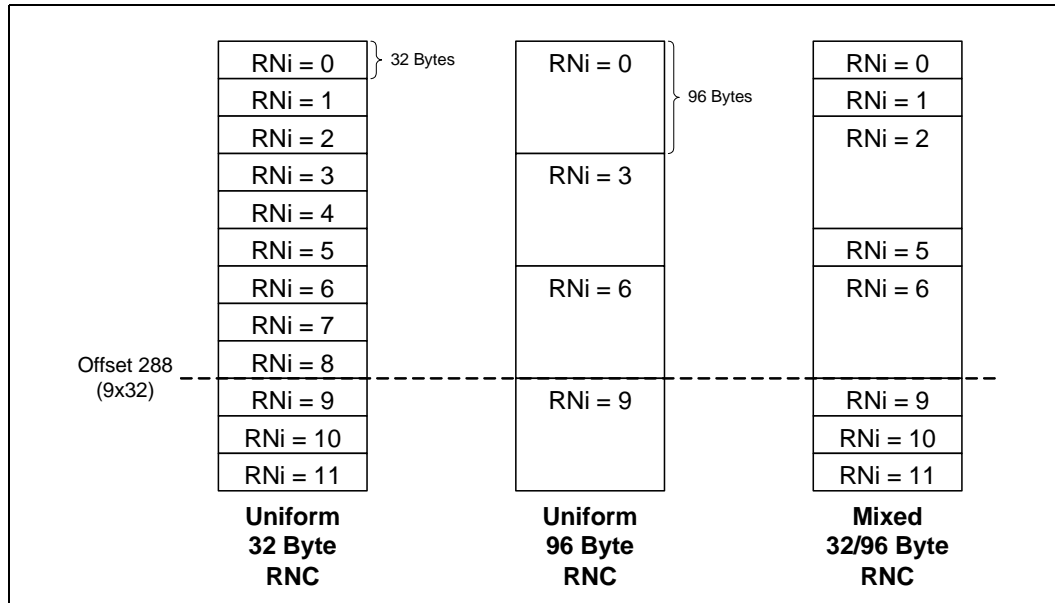 RNi = 0
32 Bytes
RNi = 1
RNi = 2
RNi = 3
RNi = 4
RNi = 5
RNi = 6
RNi = 7
RNi = 8
RNi = 9
RNi = 10
RNi = 11
Offset 288
(9x32)
Uniform
32 Byte
RNC
RNi = 0
96 Bytes
RNi = 3
RNi = 6
RNi = 9
Uniform
96 Byte
RNC
RNi = 0
RNi = 1
RNi = 2
RNi = 5
RNi = 6
RNi = 9
RNi = 10
RNi = 11
Mixed
32/96 Byte
RNC